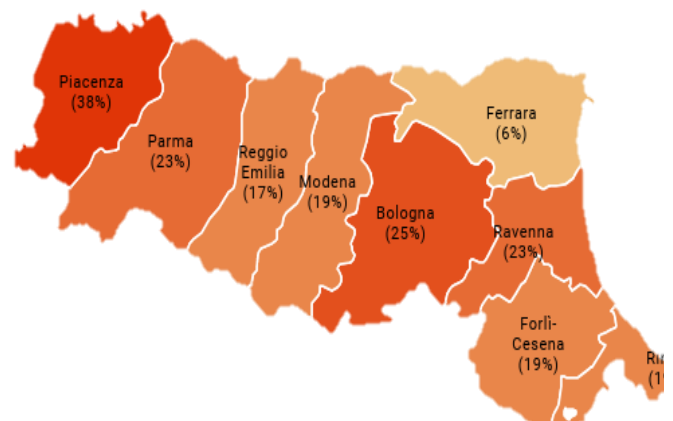 Piacenza
(38%)
Parma
(23%)
Reggio
Emilia
(17%)
Modena
(19%)
Bologna
(25%)
Ferrara
(6%)
Ravenna
(23%)
Forlì-
Cesena
(19%)